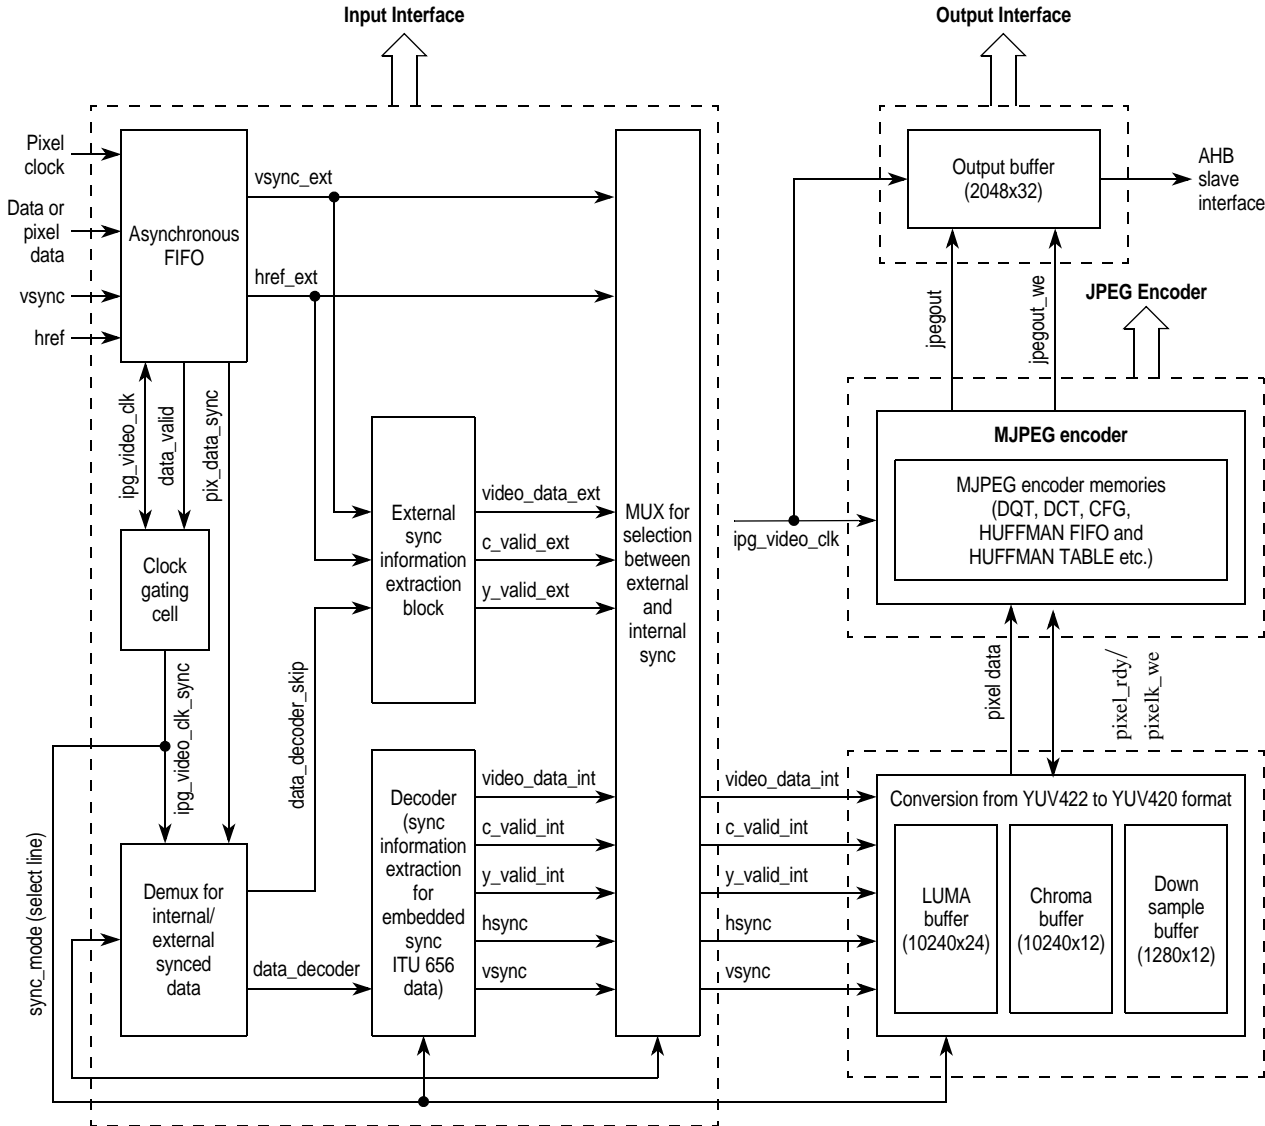 Input Interface
Output Interface
Pixel
clock
Data or
pixel
data
vsync
href
Asynchronous
FIFO
vsync_ext
href_ext
ipg_video_clk
data_valid
pix_data_sync
Clock
gating
cell
ipg_video_clk_sync
sync_mode (select line)
Demux for
internal/
external
synced
data
data_decoder_skip
data_decoder
External
sync
information
extraction
block
video_data_ext
c_valid_ext
y_valid_ext
Decoder
(sync
information
extraction
for
embedded
sync
ITU 656
data)
video_data_int
c_valid_int
y_valid_int
hsync
vsync
MUX for
selection
between
external
and
internal
sync
video_data_int
c_valid_int
y_valid_int
hsync
vsync
Output buffer
(2048x32)
AHB
slave
interface
jpegout
jpegout_we
JPEG Encoder
ipg_video_clk
MJPEG encoder
MJPEG encoder memories
(DQT, DCT, CFG,
HUFFMAN FIFO and
HUFFMAN TABLE etc.)
pixel data
pixel_rdy/
pixelk_we
Conversion from YUV422 to YUV420 format
LUMA
buffer
(10240x24)
Chroma
buffer
(10240x12)
Down
sample
buffer
(1280x12)